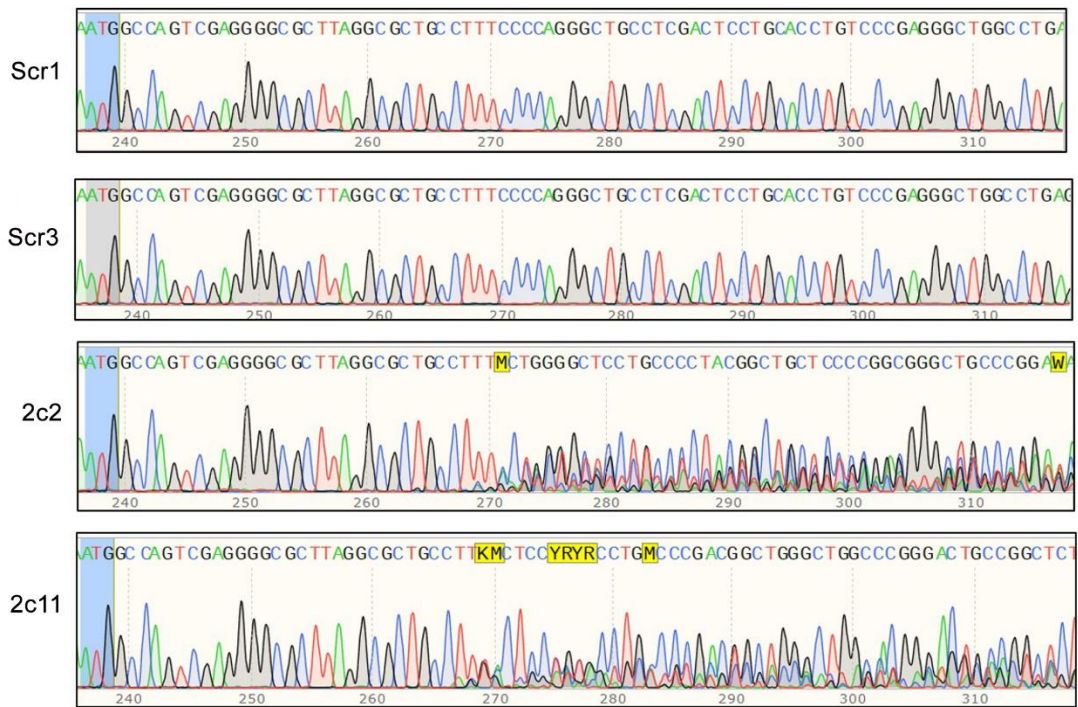 AATGGCCAGTCGAGGGGCGCTTAGGCGCTGCCTTTCCCCAGGGCTGCCTCGACTCCTGCACCTGTCCCGAGGGCTGGCCTGA
Scr1
240 250 260 270 280 290 300 310
AATGGCCAGTCGAGGGGCGCTTAGGCGCTGCCTTTCCCCAGGGCTGCCTCGACTCCTGCACCTGTCCCGAGGGCTGGCCTGAG
Scr3
240 250 260 270 280 290 300 310
AATGGCCAGTCGAGGGGCGCTTAGGCGCTGCCTTTMCTGGGGCTCCTGCCCCTACGGCTGCTCCCCGGCGGGCTGCCCGGAWA
2c2
240 250 260 270 280 290 300 310
AATGGCCAGTCGAGGGGCGCTTAGGCGCTGCCTTKMCTCCYRYRCCTGMCCCGACGGCTGGGCTGGCCCGGGACTGCCGGCTCT
2c11
240 250 260 270 280 290 300 310